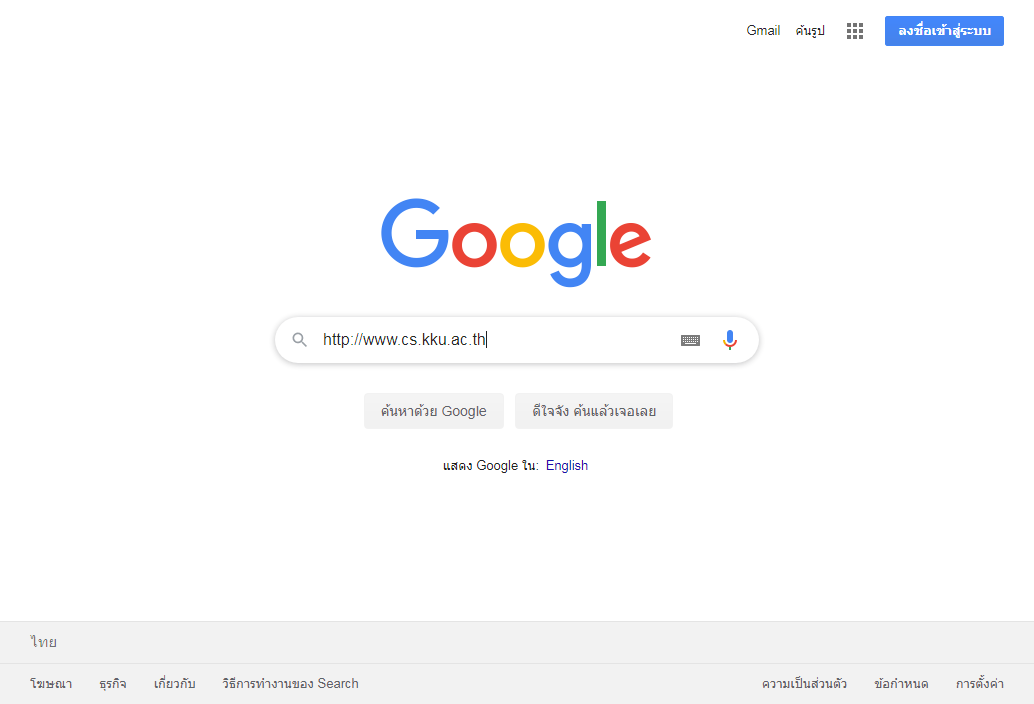 Gmail ค้นรูป ลงชื่อเข้าสู่ระบบ
Google
http://www.cs.kku.ac.th
ค้นหาด้วย Google ดีใจจัง ค้นแล้วเจอเลย
แสดง Google ใน: English
ไทย
โฆษณา ธุรกิจ เกี่ยวกับ วิธีการทำงานของ Search ความเป็นส่วนตัว ข้อกำหนด การตั้งค่า